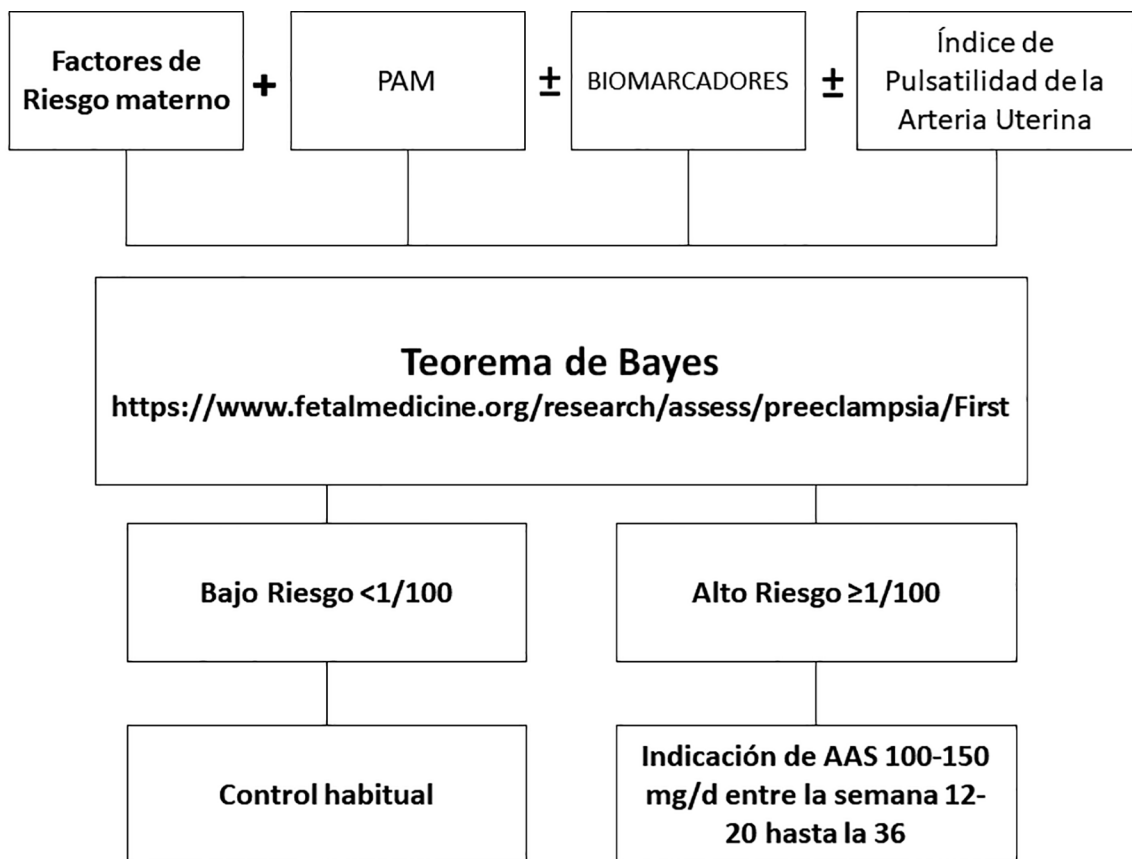 Factores de
Riesgo materno
+
PAM
±
BIOMARCADORES
±
Índice de
Pulsatilidad de la
Arteria Uterina
Teorema de Bayes
https://www.fetalmedicine.org/research/assess/preeclampsia/First
Bajo Riesgo <1/100
Alto Riesgo ≥1/100
Control habitual
Indicación de AAS 100-150
mg/d entre la semana 12-
20 hasta la 36